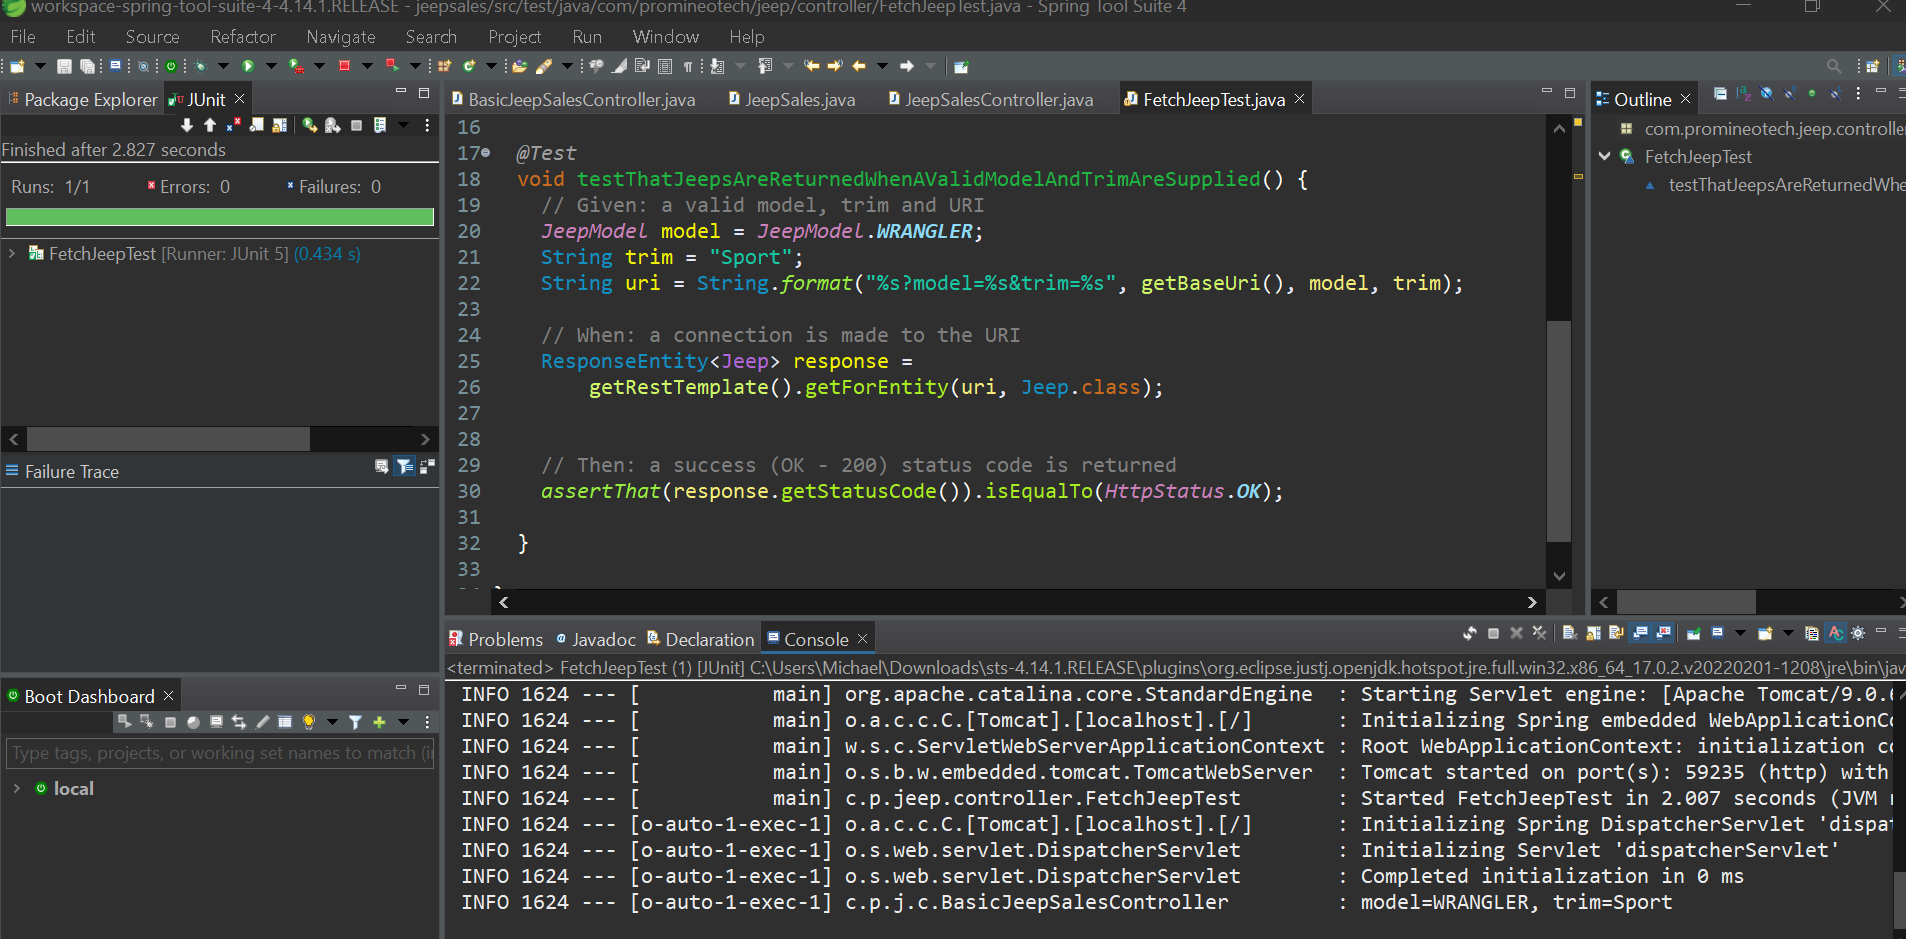 workspace-spring-tool-suite-4-4.14.1.RELEASE - jeepsales/src/test/java/com/promineotech/jeep/controller/FetchJeepTest.java - Spring Tool Suite 4
File Edit Source Refactor Navigate Search Project Run Window Help
Package Explorer JUnit
Finished after 2.827 seconds
Runs: 1/1 Errors: 0 Failures: 0
FetchJeepTest [Runner: JUnit 5] (0.434 s)
Failure Trace
Boot Dashboard
Type tags, projects, or working set names to match (i
local
BasicJeepSalesController.java JeepSales.java JeepSalesController.java FetchJeepTest.java
16
17 @Test
18 void testThatJeepsAreReturnedWhenAValidModelAndTrimAreSupplied() {
19 // Given: a valid model, trim and URI
20 JeepModel model = JeepModel.WRANGLER;
21 String trim = "Sport";
22 String uri = String.format("%s?model=%s&trim=%s", getBaseUri(), model, trim);
23
24 // When: a connection is made to the URI
25 ResponseEntity<Jeep> response =
26 getRestTemplate().getForEntity(uri, Jeep.class);
27
28
29 // Then: a success (OK - 200) status code is returned
30 assertThat(response.getStatusCode()).isEqualTo(HttpStatus.OK);
31
32 }
33
Outline
com.promineotech.jeep.controller
FetchJeepTest
testThatJeepsAreReturnedWhe
Problems Javadoc Declaration Console
<terminated> FetchJeepTest (1) [JUnit] C:\Users\Michael\Downloads\sts-4.14.1.RELEASE\plugins\org.eclipse.justj.openjdk.hotspot.jre.full.win32.x86_64_17.0.2.v20220201-1208\jre\bin\jav
INFO 1624 --- [ main] org.apache.catalina.core.StandardEngine : Starting Servlet engine: [Apache Tomcat/9.0.6
INFO 1624 --- [ main] o.a.c.c.C.[Tomcat].[localhost].[/] : Initializing Spring embedded WebApplicationCo
INFO 1624 --- [ main] w.s.c.ServletWebServerApplicationContext : Root WebApplicationContext: initialization co
INFO 1624 --- [ main] o.s.b.w.embedded.tomcat.TomcatWebServer : Tomcat started on port(s): 59235 (http) with
INFO 1624 --- [ main] c.p.jeep.controller.FetchJeepTest : Started FetchJeepTest in 2.007 seconds (JVM r
INFO 1624 --- [o-auto-1-exec-1] o.a.c.c.C.[Tomcat].[localhost].[/] : Initializing Spring DispatcherServlet 'dispat
INFO 1624 --- [o-auto-1-exec-1] o.s.web.servlet.DispatcherServlet : Initializing Servlet 'dispatcherServlet'
INFO 1624 --- [o-auto-1-exec-1] o.s.web.servlet.DispatcherServlet : Completed initialization in 0 ms
INFO 1624 --- [o-auto-1-exec-1] c.p.j.c.BasicJeepSalesController : model=WRANGLER, trim=Sport